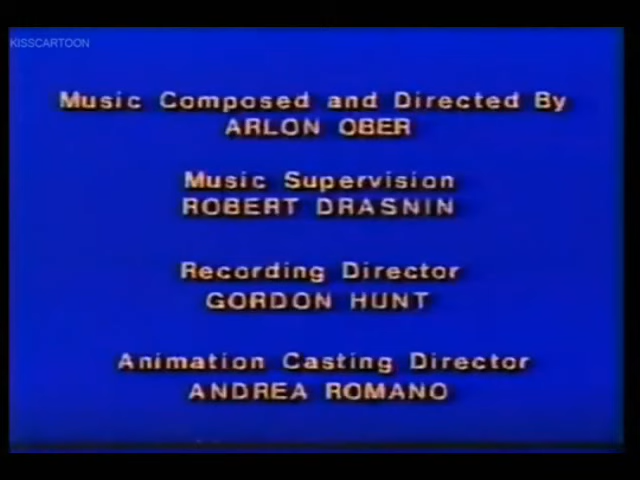 KISSCARTOON
Music Composed and Directed By
ARLON OBER
Music Supervision
ROBERT DRASNIN
Recording Director
GORDON HUNT
Animation Casting Director
ANDREA ROMANO